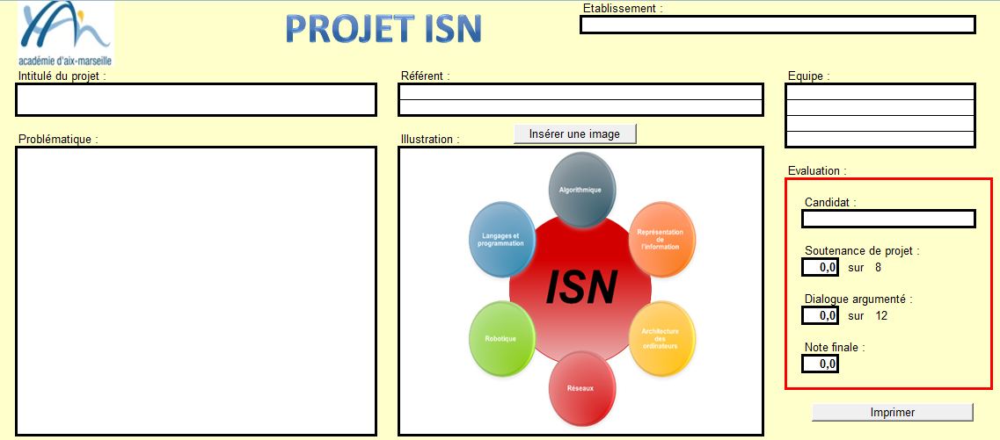 académie d'aix-marseille
PROJET ISN
Etablissement :
Intitulé du projet :
Référent :
Equipe :
Problématique :
Illustration :
Insérer une image
Algorithmique
Langages et
programmation
Représentation
de
l'information
ISN
Robotique
Architecture
des
ordinateurs
Réseaux
Evaluation :
Candidat :
Soutenance de projet :
0,0 sur 8
Dialogue argumenté :
0,0 sur 12
Note finale :
0,0
Imprimer